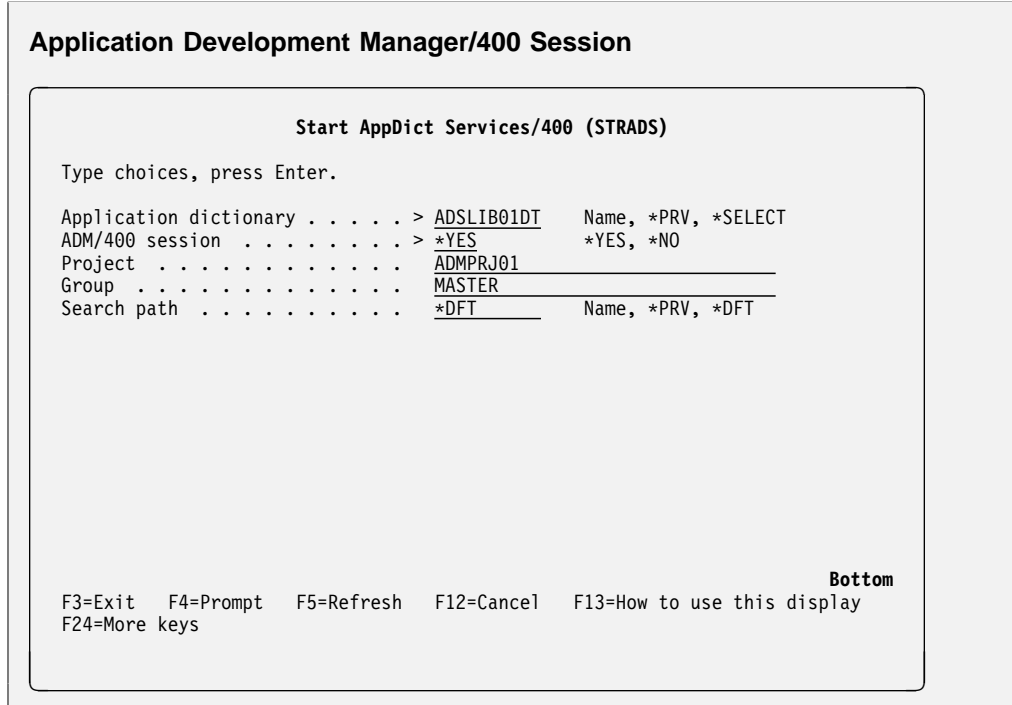 Application Development Manager/400 Session
Start AppDict Services/400 (STRADS)
Type choices, press Enter.
Application dictionary . . . . . > ADSLIB01DT Name, *PRV, *SELECT
ADM/400 session . . . . . . . . > *YES *YES, *NO
Project . . . . . . . . . . . . ADMPRJ01
Group . . . . . . . . . . . . . MASTER
Search path . . . . . . . . . . *DFT Name, *PRV, *DFT
Bottom
F3=Exit F4=Prompt F5=Refresh F12=Cancel F13=How to use this display
F24=More keys